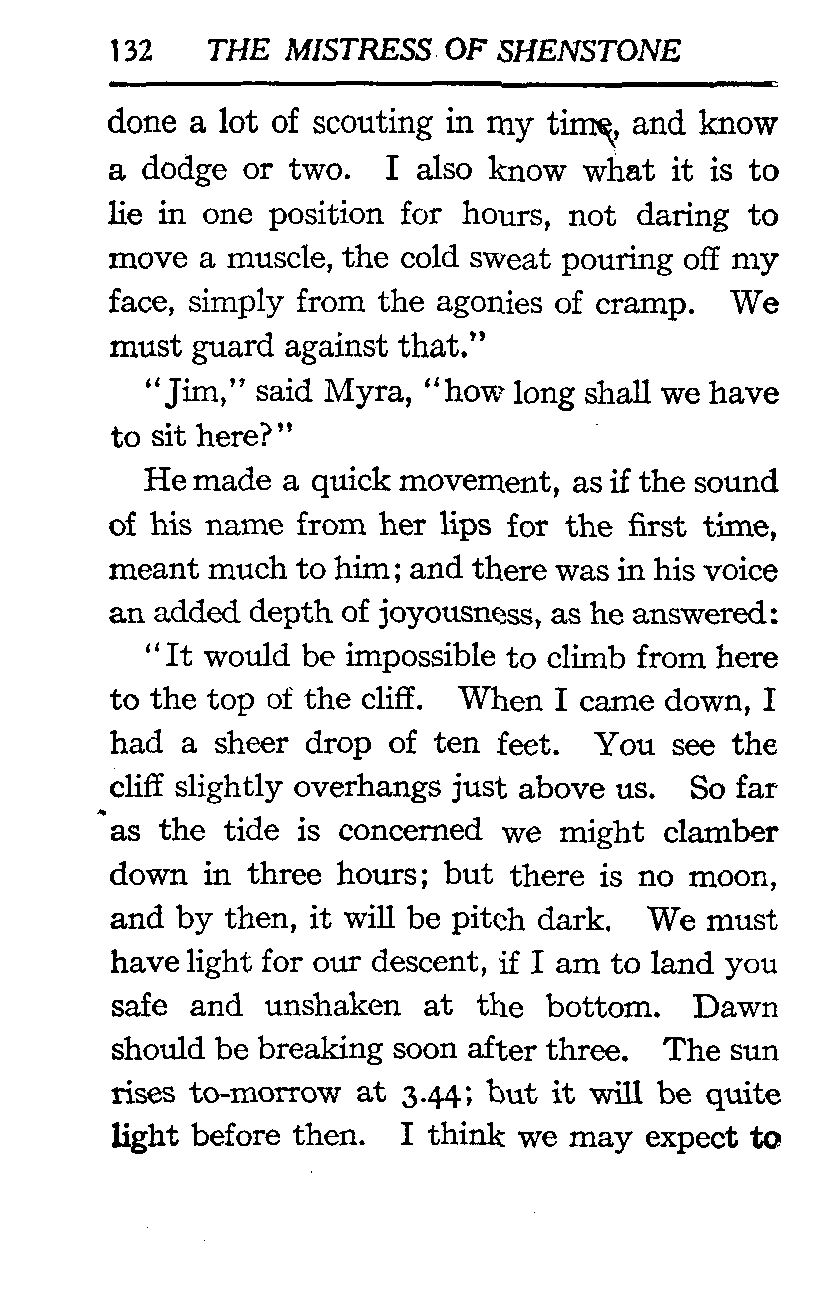 132 THE MISTRESS OF SHENSTONE
done a lot of scouting in my time, and know
a dodge or two. I also know what it is to
lie in one position for hours, not daring to
move a muscle, the cold sweat pouring off my
face, simply from the agonies of cramp. We
must guard against that."
"Jim," said Myra, "how long shall we have
to sit here?"
He made a quick movement, as if the sound
of his name from her lips for the first time,
meant much to him; and there was in his voice
an added depth of joyousness, as he answered:
"It would be impossible to climb from here
to the top of the cliff. When I came down, I
had a sheer drop of ten feet. You see the
cliff slightly overhangs just above us. So far
as the tide is concerned we might clamber
down in three hours; but there is no moon,
and by then, it will be pitch dark. We must
have light for our descent, if I am to land you
safe and unshaken at the bottom. Dawn
should be breaking soon after three. The sun
rises to-morrow at 3.44; but it will be quite
light before then. I think we may expect to